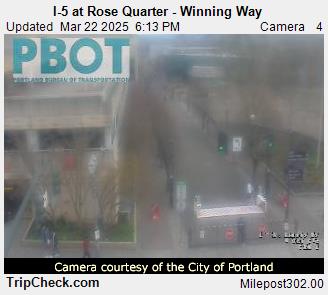 I-5 at Rose Quarter - Winning Way
Updated Mar 22 2025 6:13 PM Camera 4
PBOT
PORTLAND BUREAU OF TRANSPORTATION
Camera courtesy of the City of Portland
TripCheck.com Milepost302.00